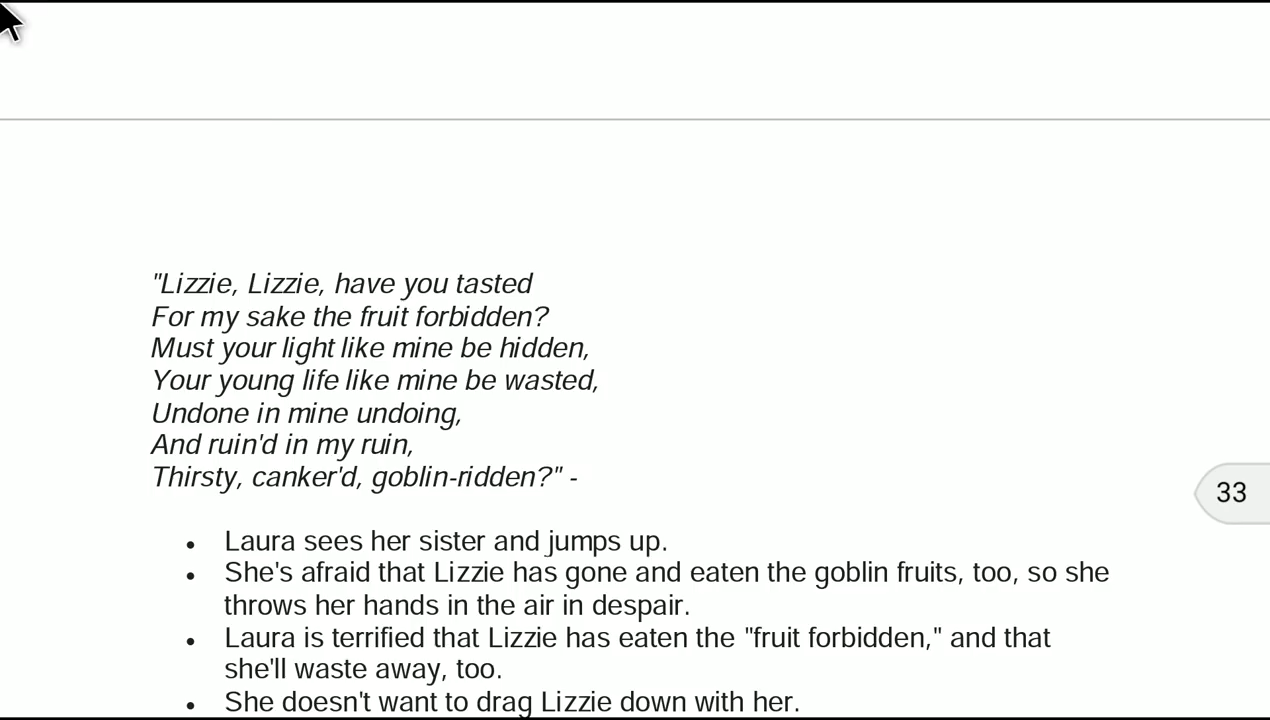 "Lizzie, Lizzie, have you tasted
For my sake the fruit forbidden?
Must your light like mine be hidden,
Your young life like mine be wasted,
Undone in mine undoing,
And ruin'd in my ruin,
Thirsty, canker'd, goblin-ridden?" -
33
• Laura sees her sister and jumps up.
• She's afraid that Lizzie has gone and eaten the goblin fruits, too, so she
throws her hands in the air in despair.
• Laura is terrified that Lizzie has eaten the "fruit forbidden," and that
she'll waste away, too.
• She doesn't want to drag Lizzie down with her.